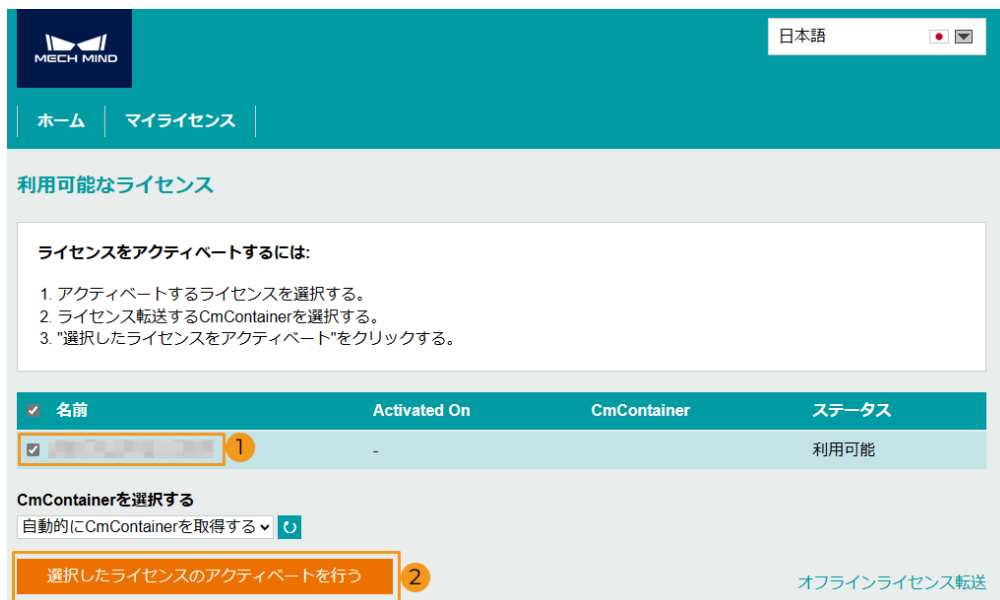 MECH MIND
日本語
ホーム マイライセンス
利用可能なライセンス
ライセンスをアクティベートするには:
1. アクティベートするライセンスを選択する。
2. ライセンス転送するCmContainerを選択する。
3. "選択したライセンスをアクティベート"をクリックする。
名前 Activated On CmContainer ステータス
1 - 利用可能
CmContainerを選択する
自動的にCmContainerを取得する
選択したライセンスのアクティベートを行う 2
オフラインライセンス転送